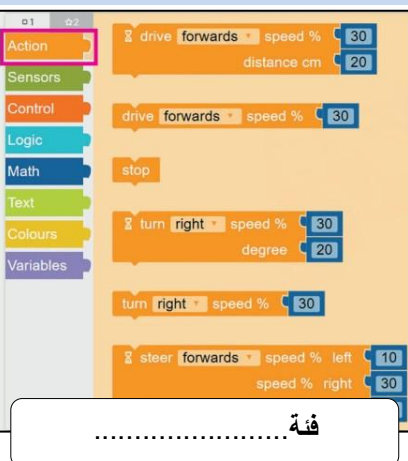 1 2
Action
Sensors
Control
Logic
Math
Text
Colours
Variables
drive forwards speed % 30
distance cm 20
drive forwards speed % 30
stop
turn right speed % 30
degree 20
turn right speed % 30
steer forwards speed % left 10
speed % right 30
فئة........................